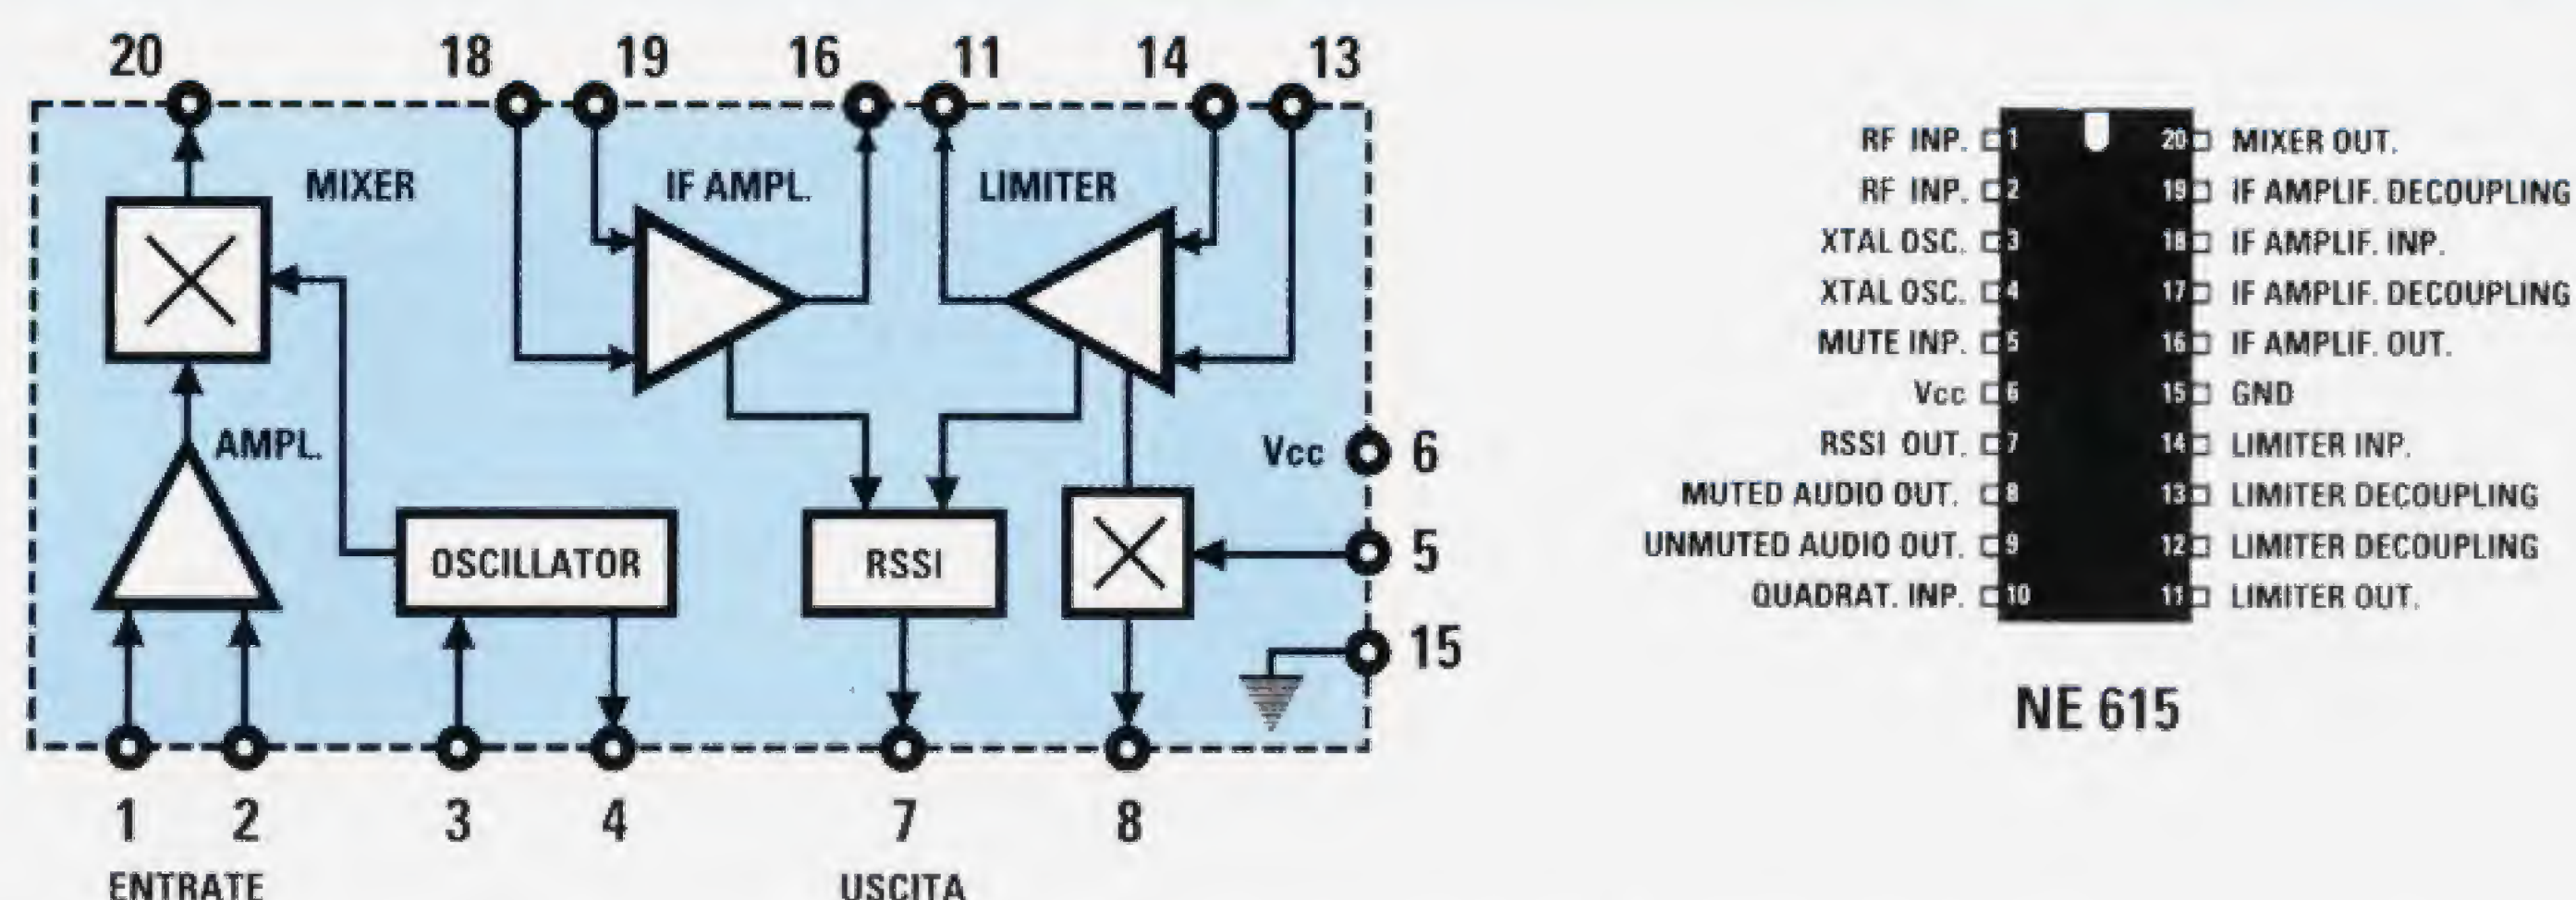 20 18 19 16 11 14 13
MIXER IF AMPL. LIMITER
AMPL.
Vcc 6
OSCILLATOR RSSI
5
15
1 2 3 4 7 8
ENTRATE USCITA
RF INP. 1 20 MIXER OUT.
RF INP. 2 19 IF AMPLIF. DECOUPLING
XTAL OSC. 3 18 IF AMPLIF. INP.
XTAL OSC. 4 17 IF AMPLIF. DECOUPLING
MUTE INP. 5 16 IF AMPLIF. OUT.
Vcc 6 15 GND
RSSI OUT. 7 14 LIMITER INP.
MUTED AUDIO OUT. 8 13 LIMITER DECOUPLING
UNMUTED AUDIO OUT. 9 12 LIMITER DECOUPLING
QUADRAT. INP. 10 11 LIMITER OUT.
NE 615